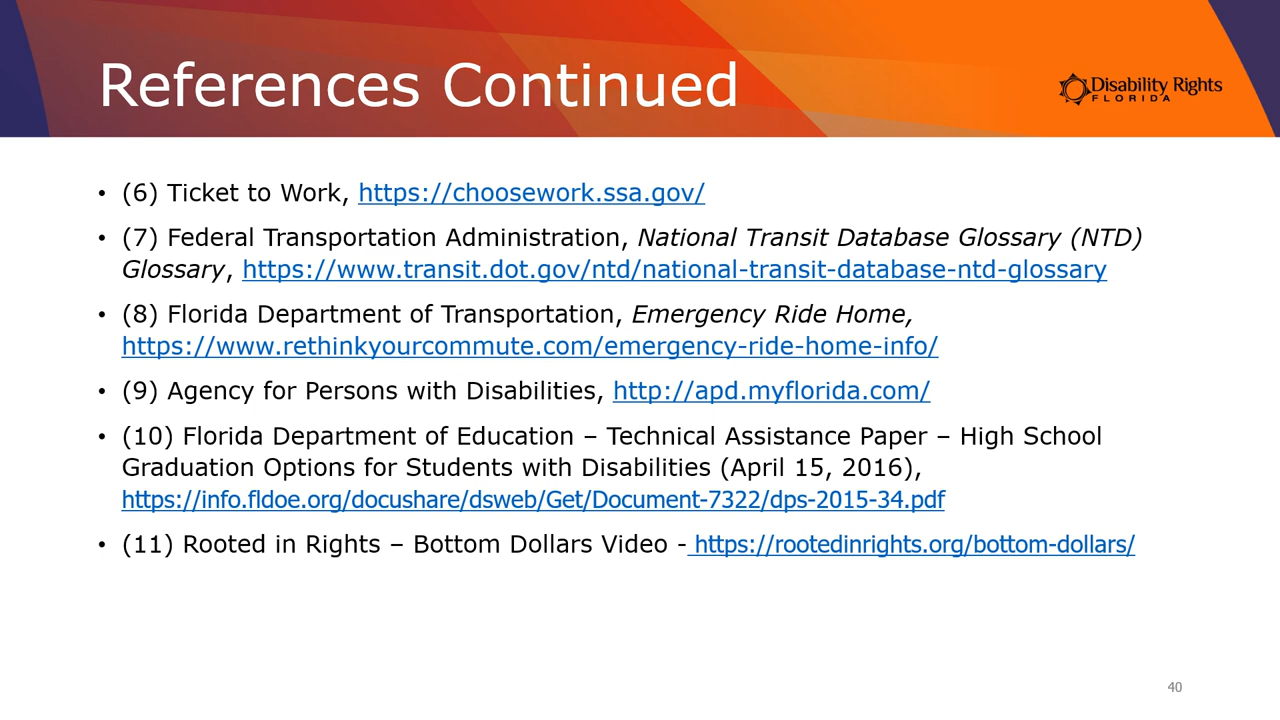 References Continued
Disability Rights
FLORIDA
• (6) Ticket to Work, https://choosework.ssa.gov/
• (7) Federal Transportation Administration, National Transit Database Glossary (NTD)
Glossary, https://www.transit.dot.gov/ntd/national-transit-database-ntd-glossary
• (8) Florida Department of Transportation, Emergency Ride Home,
https://www.rethinkyourcommute.com/emergency-ride-home-info/
• (9) Agency for Persons with Disabilities, http://apd.myflorida.com/
• (10) Florida Department of Education – Technical Assistance Paper – High School
Graduation Options for Students with Disabilities (April 15, 2016),
https://info.fldoe.org/docushare/dsweb/Get/Document-7322/dps-2015-34.pdf
• (11) Rooted in Rights – Bottom Dollars Video - https://rootedinrights.org/bottom-dollars/
40